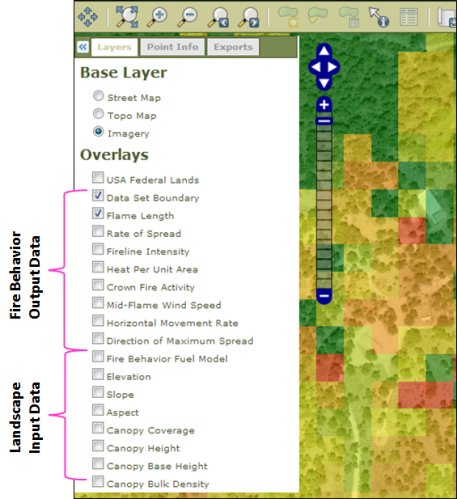 Layers
Point Info
Exports
Base Layer
Street Map
Topo Map
Imagery
Overlays
USA Federal Lands
Data Set Boundary
Flame Length
Rate of Spread
Fireline Intensity
Heat Per Unit Area
Crown Fire Activity
Mid-Flame Wind Speed
Horizontal Movement Rate
Direction of Maximum Spread
Fire Behavior Fuel Model
Elevation
Slope
Aspect
Canopy Coverage
Canopy Height
Canopy Base Height
Canopy Bulk Density
Fire Behavior
Output Data
Landscape
Input Data